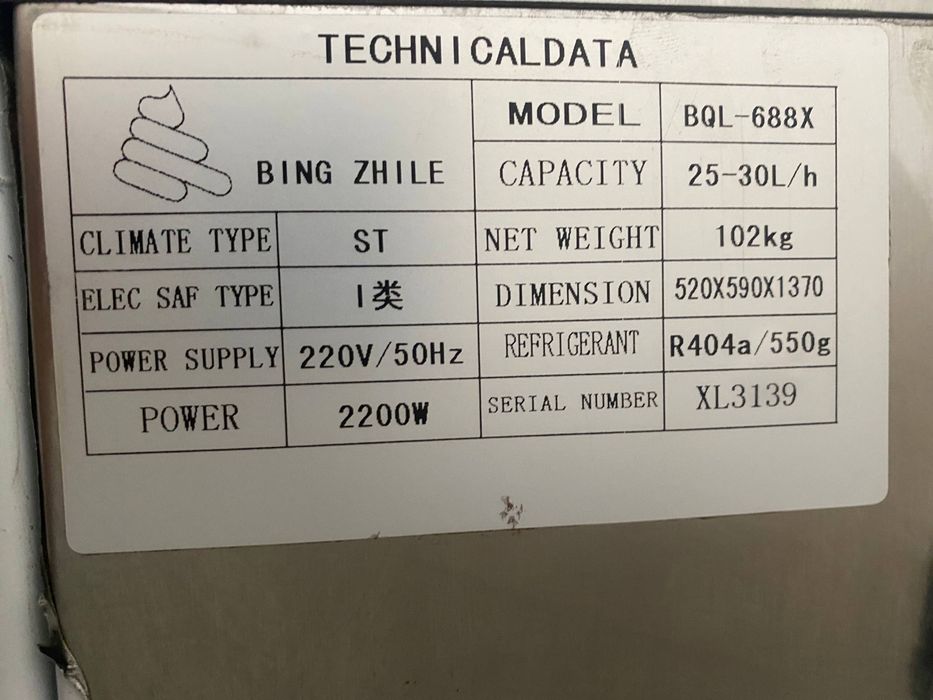 TECHNICALDATA
BING ZHILE
MODEL BQL-688X
CAPACITY 25-30L/h
CLIMATE TYPE ST NET WEIGHT 102kg
ELEC SAF TYPE I类 DIMENSION 520X590X1370
POWER SUPPLY 220V/50Hz REFRIGERANT R404a/550g
POWER 2200W SERIAL NUMBER XL3139